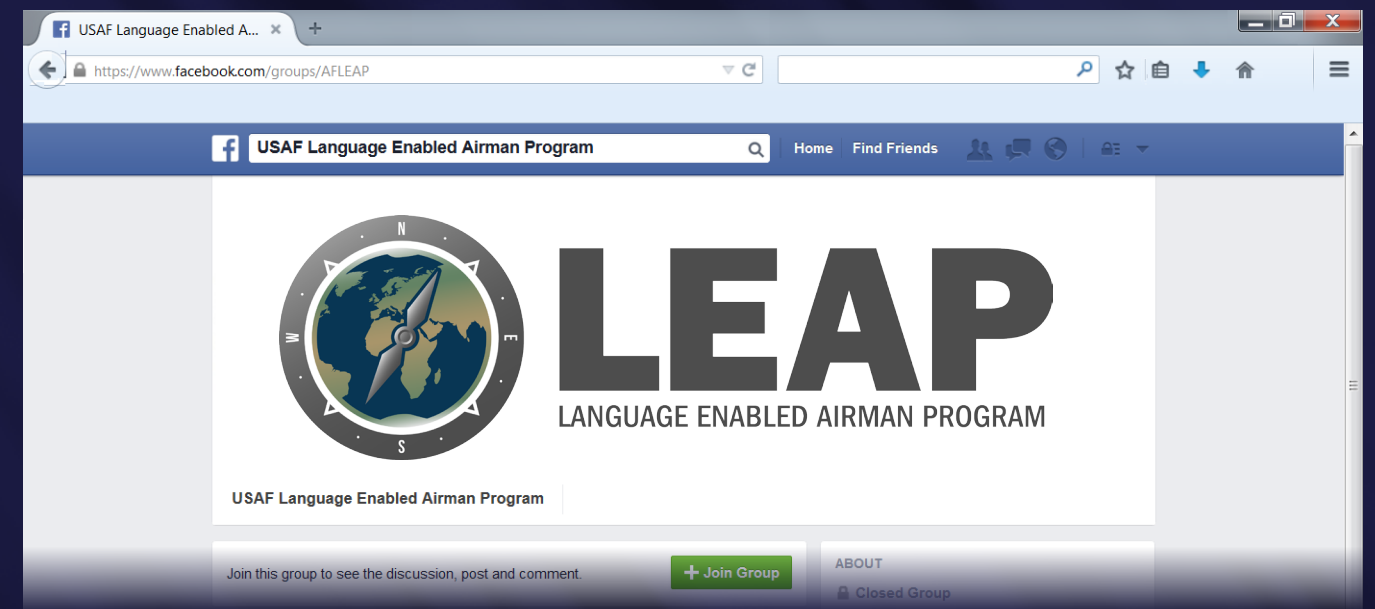 USAF Language Enabled A...
https://www.facebook.com/groups/AFLEAP
USAF Language Enabled Airman Program
Home
Find Friends
N
W
E
S
LEAP
LANGUAGE ENABLED AIRMAN PROGRAM
USAF Language Enabled Airman Program
Join this group to see the discussion, post and comment.
Join Group
ABOUT
Closed Group